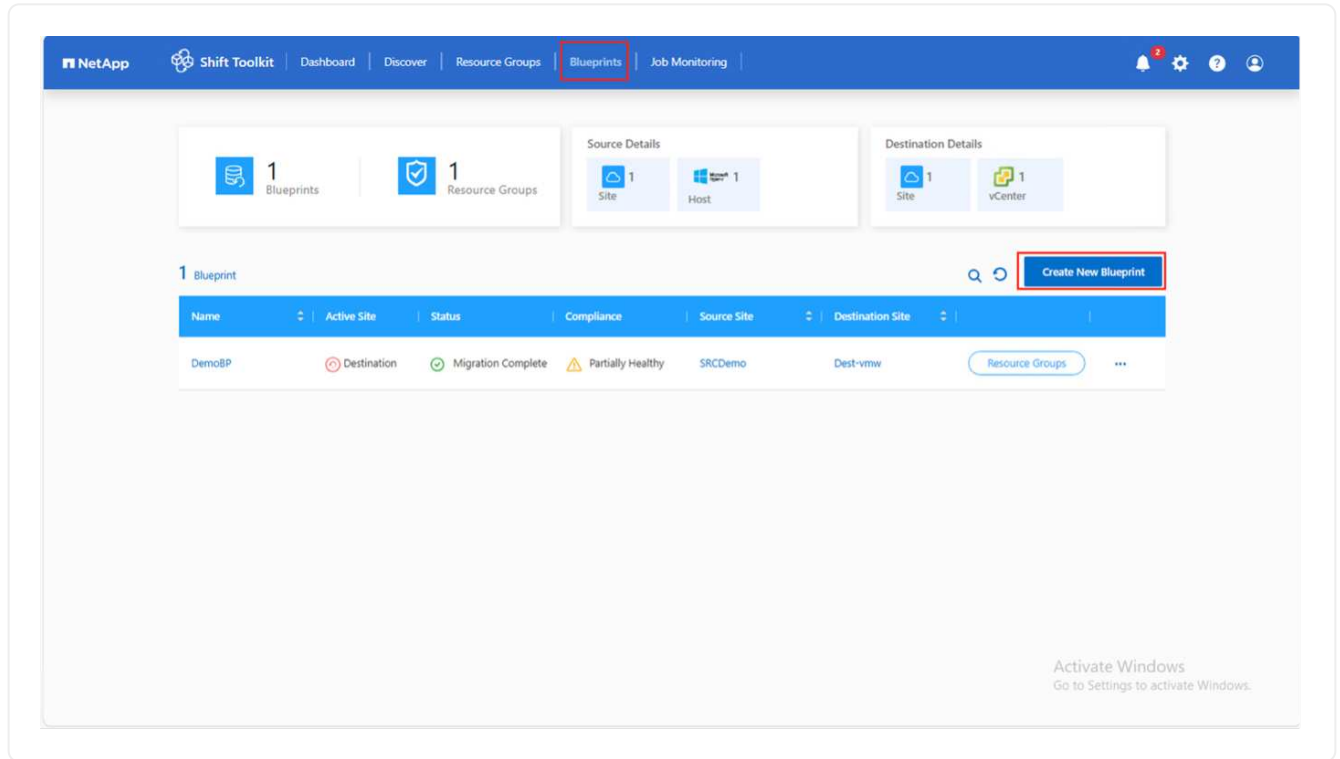 NetApp Shift Toolkit Dashboard Discover Resource Groups Blueprints Job Monitoring 2 ?
1 Blueprints
1 Resource Groups
Source Details
1 Site
1 Host
Destination Details
1 Site
1 vCenter
1 Blueprint
Create New Blueprint
Name Active Site Status Compliance Source Site Destination Site
DemoBP Destination Migration Complete Partially Healthy SRCDemo Dest-vmw Resource Groups ...
Activate Windows
Go to Settings to activate Windows.